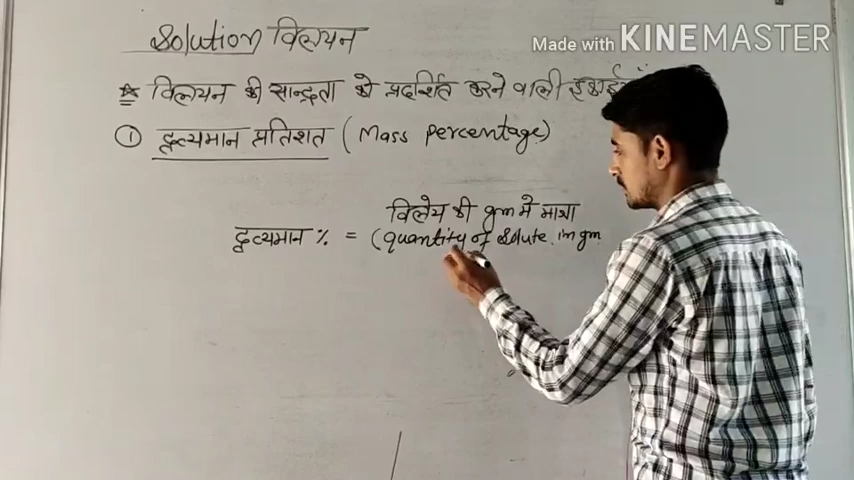 Solution विलयन
Made with KINEMASTER
* विलयन की सान्द्रता को प्रदर्शित करने वाली
① द्रव्यमान प्रतिशत (Mass Percentage)
विलेय की gm में मात्रा
द्रव्यमान % = (quantity of solute in gm